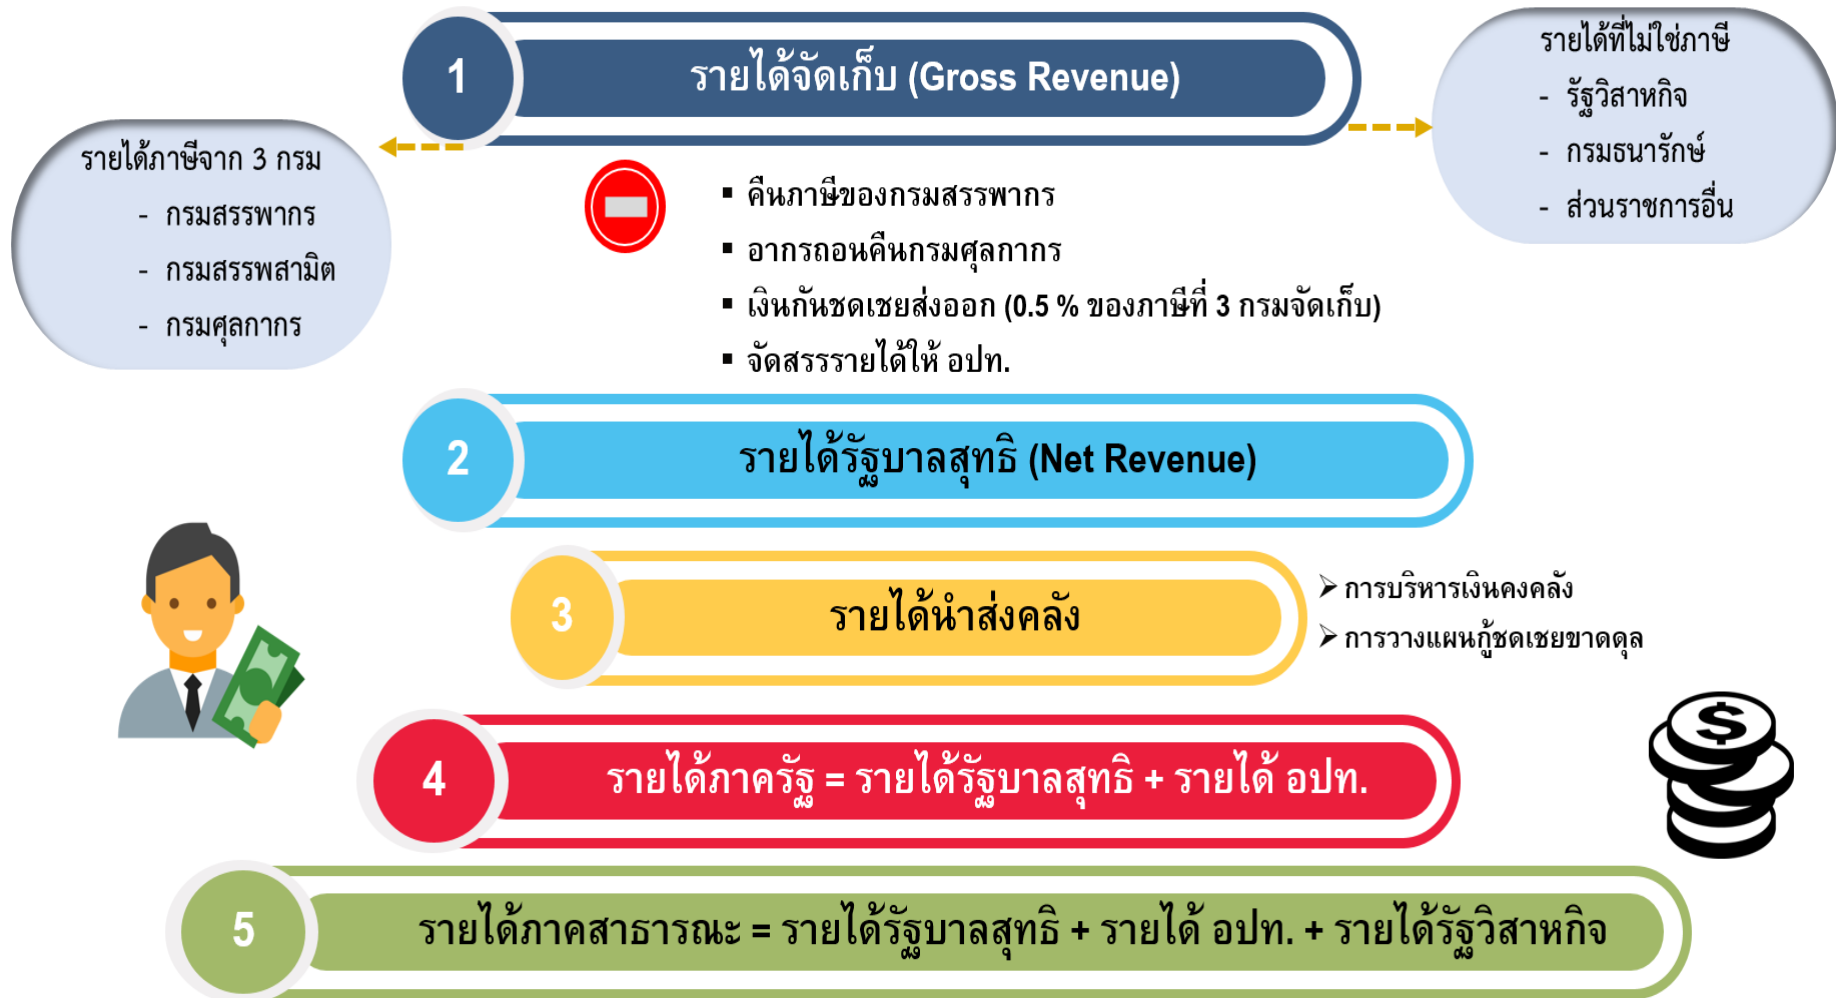 1
รายได้จัดเก็บ (Gross Revenue)
รายได้ที่ไม่ใช่ภาษี
- รัฐวิสาหกิจ
- กรมธนารักษ์
- ส่วนราชการอื่น
รายได้ภาษีจาก 3 กรม
- กรมสรรพากร
- กรมสรรพสามิต
- กรมศุลกากร
▪ คืนภาษีของกรมสรรพากร
▪ อากรถอนคืนกรมศุลกากร
▪ เงินกันชดเชยส่งออก (0.5 % ของภาษีที่ 3 กรมจัดเก็บ)
▪ จัดสรรรายได้ให้ อปท.
2
รายได้รัฐบาลสุทธิ (Net Revenue)
3
รายได้นำส่งคลัง
➢ การบริหารเงินคงคลัง
➢ การวางแผนกู้ชดเชยขาดดุล
4
รายได้ภาครัฐ = รายได้รัฐบาลสุทธิ + รายได้ อปท.
$
5
รายได้ภาคสาธารณะ = รายได้รัฐบาลสุทธิ + รายได้ อปท. + รายได้รัฐวิสาหกิจ